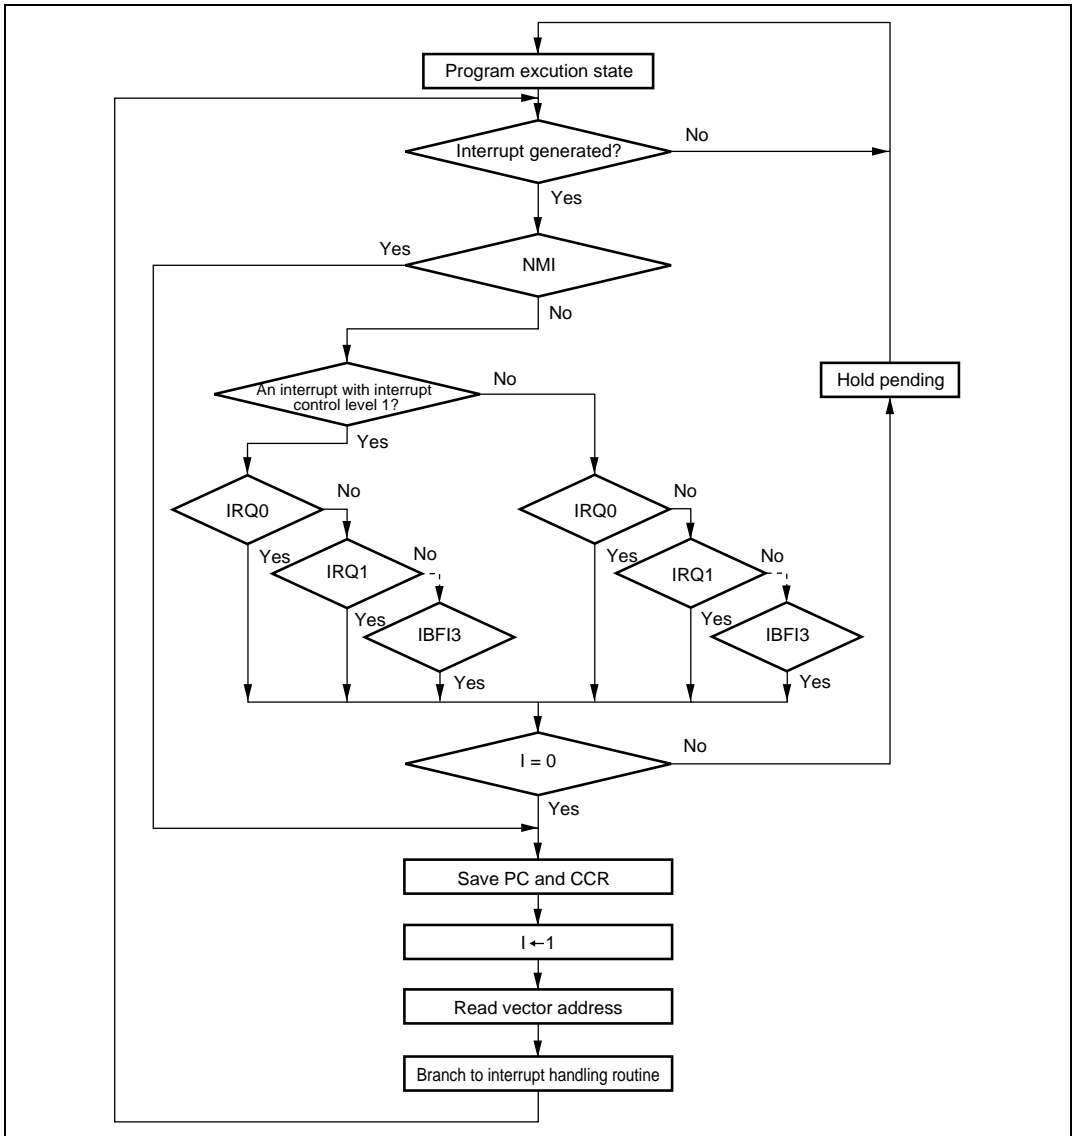 Program excution state
No
Interrupt generated?
Yes
Yes
NMI
No
Hold pending
An interrupt with interrupt
control level 1?
No
Yes
IRQ0
No
IRQ0
No
Yes
IRQ1
No
Yes
IRQ1
No
Yes
IBFI3
Yes
IBFI3
Yes
Yes
I = 0
No
Yes
Save PC and CCR
I ←1
Read vector address
Branch to interrupt handling routine